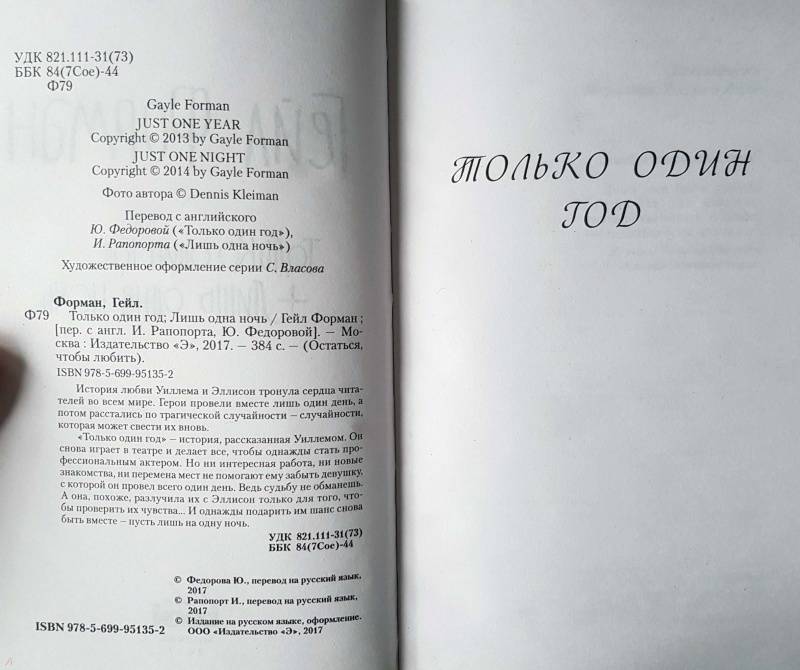 УДК 821.111-31(73)
ББК 84(7Сое)-44
Ф79
Gayle Forman
JUST ONE YEAR
Copyright © 2013 by Gayle Forman
JUST ONE NIGHT
Copyright © 2014 by Gayle Forman
Фото автора © Dennis Kleiman
Перевод с английского
Ю. Федоровой («Только один год»),
И. Рапопорта («Лишь одна ночь»)
Художественное оформление серии С. Власова
Форман, Гейл.
Ф79 Только один год; Лишь одна ночь / Гейл Форман ;
[пер. с англ. И. Рапопорта, Ю. Федоровой]. — Мо-
сква : Издательство «Э», 2017. — 384 с. — (Остаться,
чтобы любить).
ISBN 978-5-699-95135-2
История любви Уиллема и Эллисон тронула сердца чита-
телей во всем мире. Герои провели вместе лишь один день, а
потом расстались по трагической случайности — случайности,
которая может свести их вновь.
«Только один год» — история, рассказанная Уиллемом. Он
снова играет в театре и делает все, чтобы однажды стать про-
фессиональным актером. Но ни интересная работа, ни новые
знакомства, ни перемена мест не помогают ему забыть девушку,
с которой он провел всего один день. Ведь судьбу не обманешь.
А она, похоже, разлучила их с Эллисон только для того, что-
бы проверить их чувства... И однажды подарить им шанс снова
быть вместе — пусть лишь на одну ночь.
УДК 821.111-31(73)
ББК 84(7Сое)-44
© Федорова Ю., перевод на русский язык,
2017
© Рапопорт И., перевод на русский язык,
2017
© Издание на русском языке, оформление.
ООО «Издательство «Э», 2017
ISBN 978-5-699-95135-2
ТОЛЬКО ОДИН
ГОД